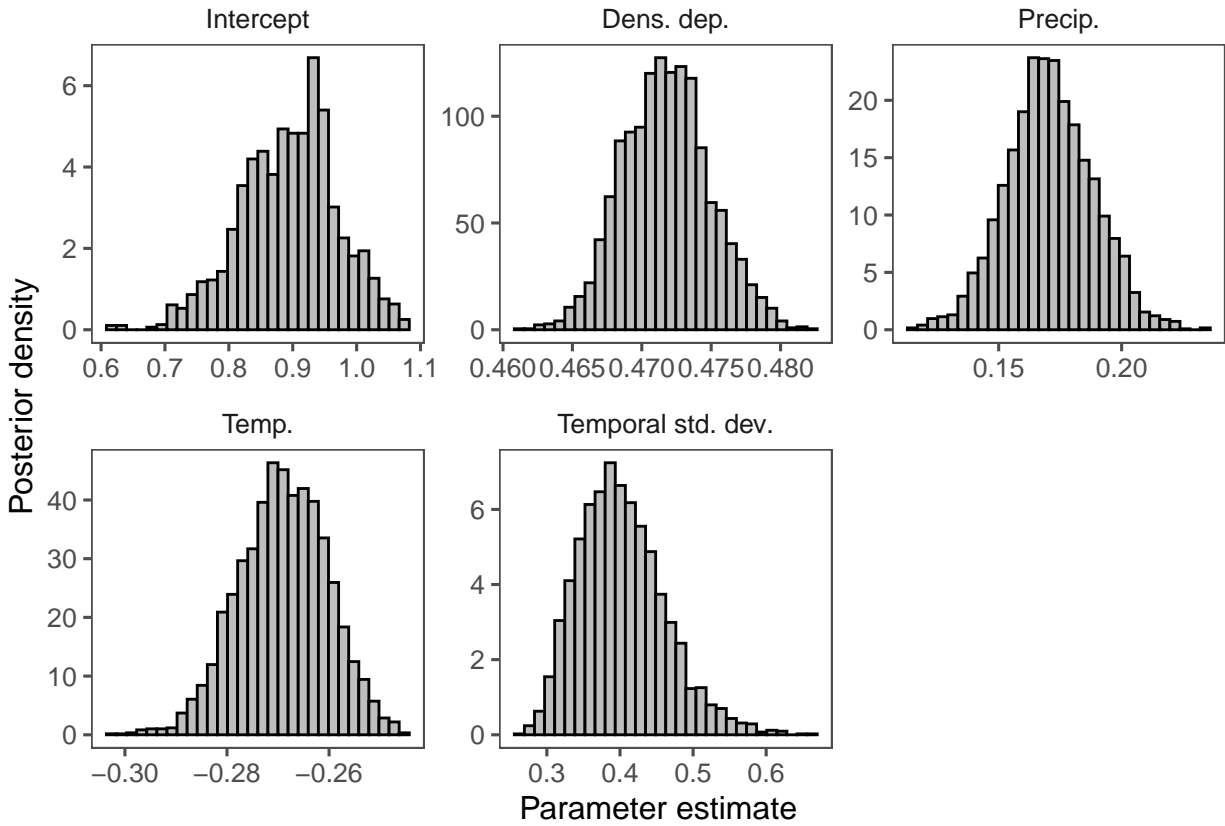 Intercept
Dens. dep.
Precip.
6
4
2
0
100
50
0
20
15
10
5
0
0.6 0.7 0.8 0.9 1.0 1.1
0.460 0.465 0.470 0.475 0.480
0.15 0.20
Posterior density
Temp.
Temporal std. dev.
40
30
20
10
0
6
4
2
0
−0.30 −0.28 −0.26
0.3 0.4 0.5 0.6
Parameter estimate